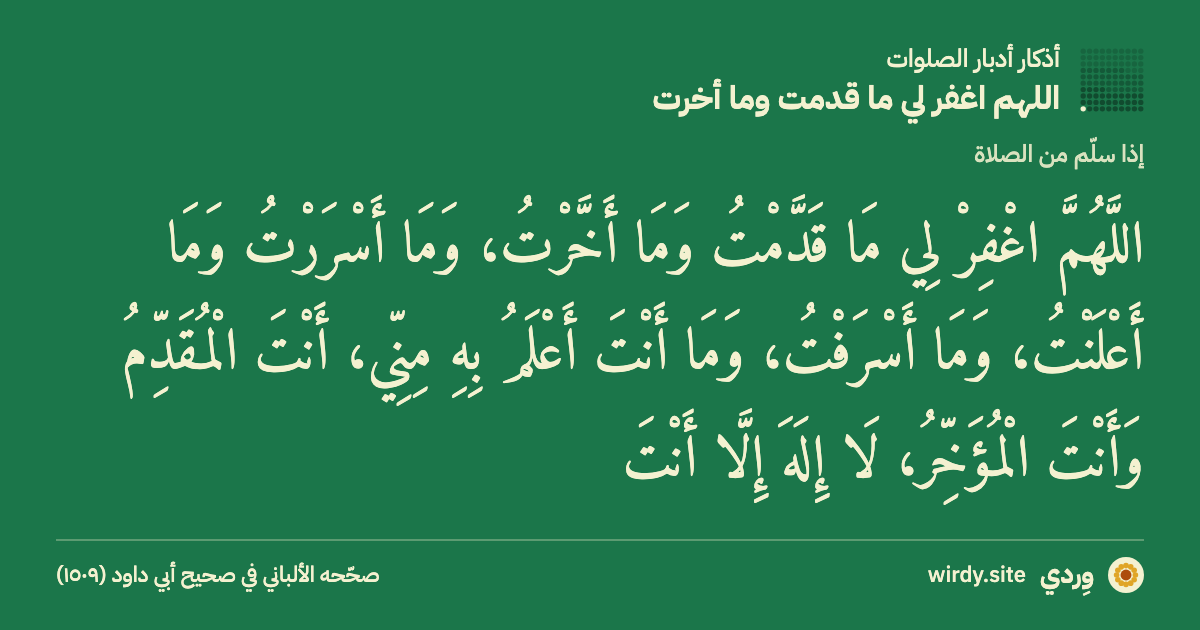 أذكار أدبار الصلوات
اللهم اغفر لي ما قدمت وما أخرت
إذا سلّم من الصلاة
اللَّهُمَّ اغْفِرْ لِي مَا قَدَّمْتُ وَمَا أَخَّرْتُ، وَمَا أَسْرَرْتُ وَمَا
أَعْلَنْتُ، وَمَا أَسْرَفْتُ، وَمَا أَنْتَ أَعْلَمُ بِهِ مِنِّي، أَنْتَ الْمُقَدِّمُ
وَأَنْتَ الْمُؤَخِّرُ، لَا إِلَهَ إِلَّا أَنْتَ
وِردي wirdy.site
صحّحه الألباني في صحيح أبي داود (١٥٠٩)